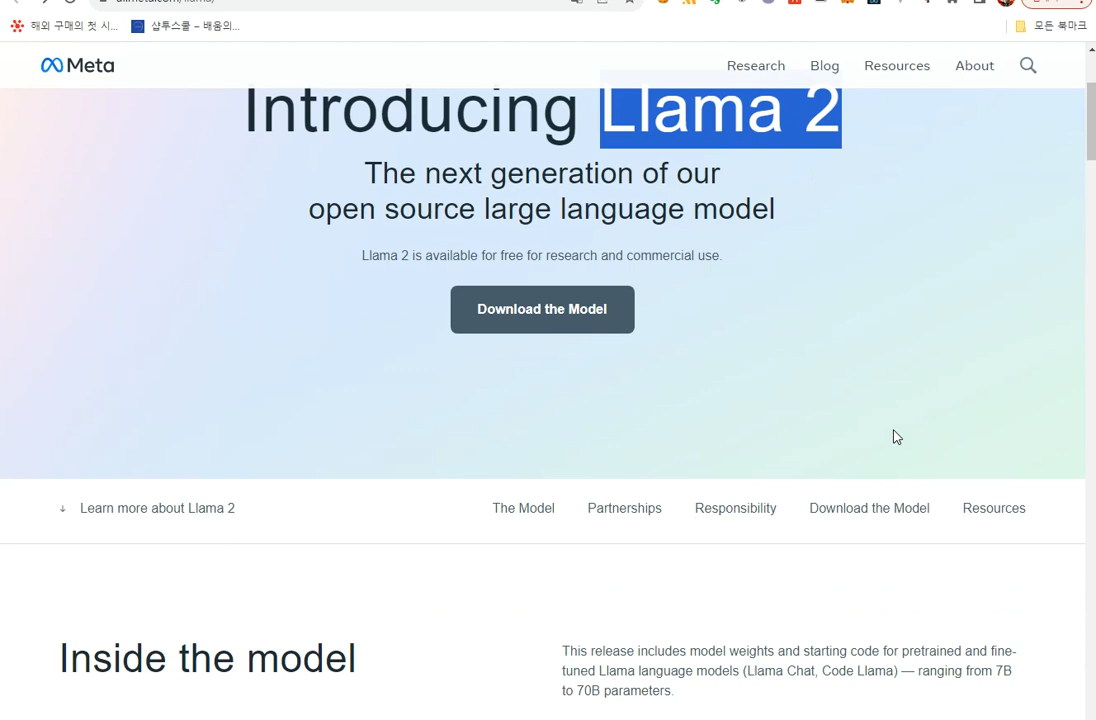 해외 구매의 첫 시... 샵투스쿨 – 배움의... 모든 북마크
Meta Research Blog Resources About
Introducing Llama 2
The next generation of our
open source large language model
Llama 2 is available for free for research and commercial use.
Download the Model
↓ Learn more about Llama 2 The Model Partnerships Responsibility Download the Model Resources
Inside the model
This release includes model weights and starting code for pretrained and fine-
tuned Llama language models (Llama Chat, Code Llama) — ranging from 7B
to 70B parameters.